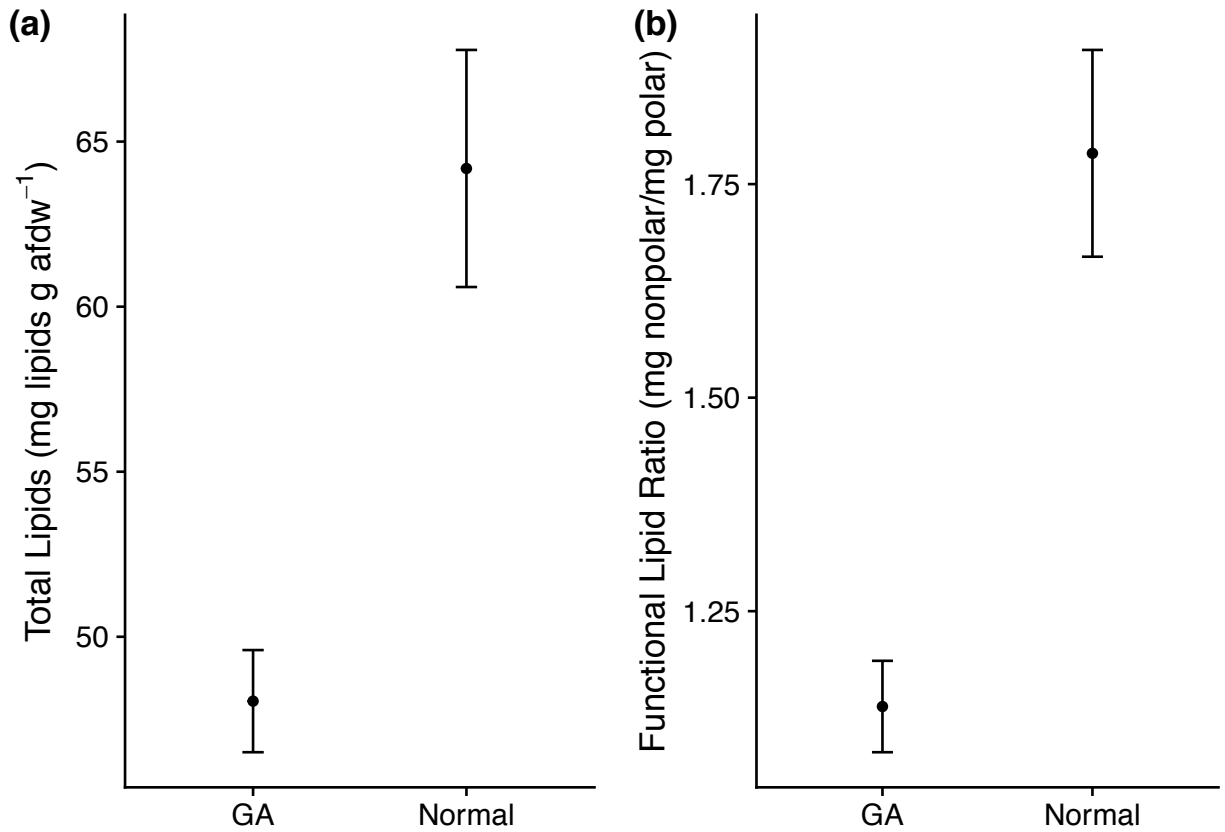 (a)
Total Lipids (mg lipids g afdw⁻¹)
65
60
55
50
GA
Normal
(b)
Functional Lipid Ratio (mg nonpolar/mg polar)
1.75
1.50
1.25
GA
Normal